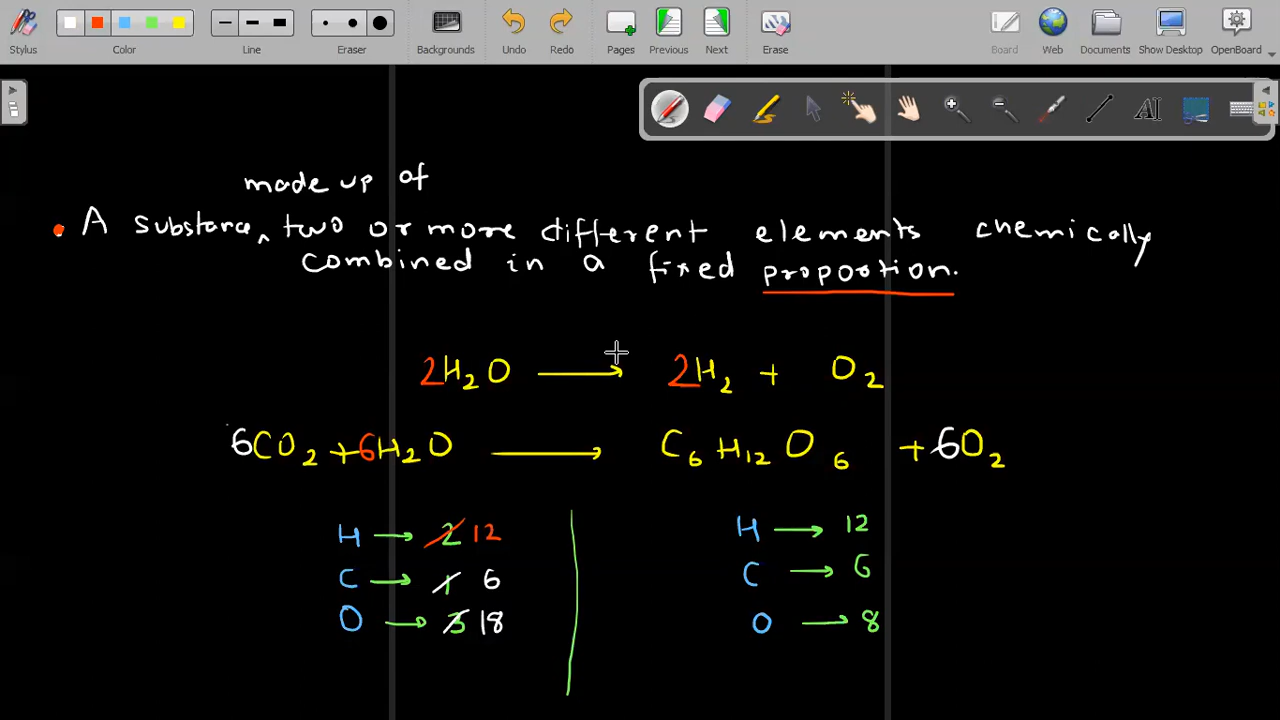 Stylus Color Line Eraser Backgrounds Undo Redo Pages Previous Next Erase Board Web Documents Show Desktop OpenBoard
AI
made up of
• A substance, two or more different elements chemically
combined in a fixed proportion.
2H₂O ⟶ 2H₂ + O₂
6CO₂ + 6H₂O ⟶ C₆H₁₂O₆ + 6O₂
H → 2 12 H → 12
C → 1 6 C → 6
O → 3 18 O → 8